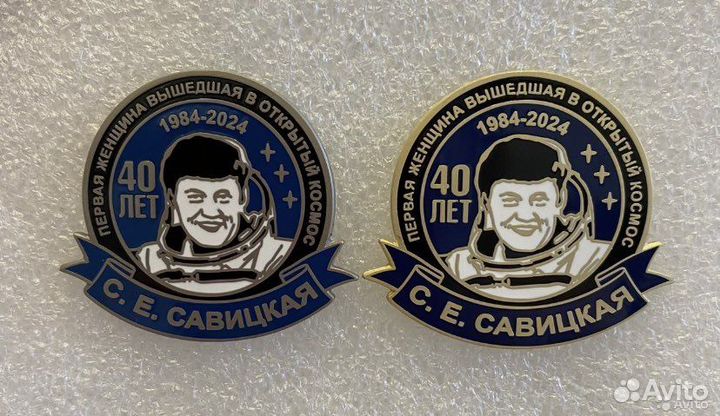 ПЕРВАЯ ЖЕНЩИНА ВЫШЕДШАЯ В ОТКРЫТЫЙ КОСМОС
1984-2024
40
ЛЕТ
С. Е. САВИЦКАЯ
ПЕРВАЯ ЖЕНЩИНА ВЫШЕДШАЯ В ОТКРЫТЫЙ КОСМОС
1984-2024
40
ЛЕТ
С. Е. САВИЦКАЯ
Avito
Avito